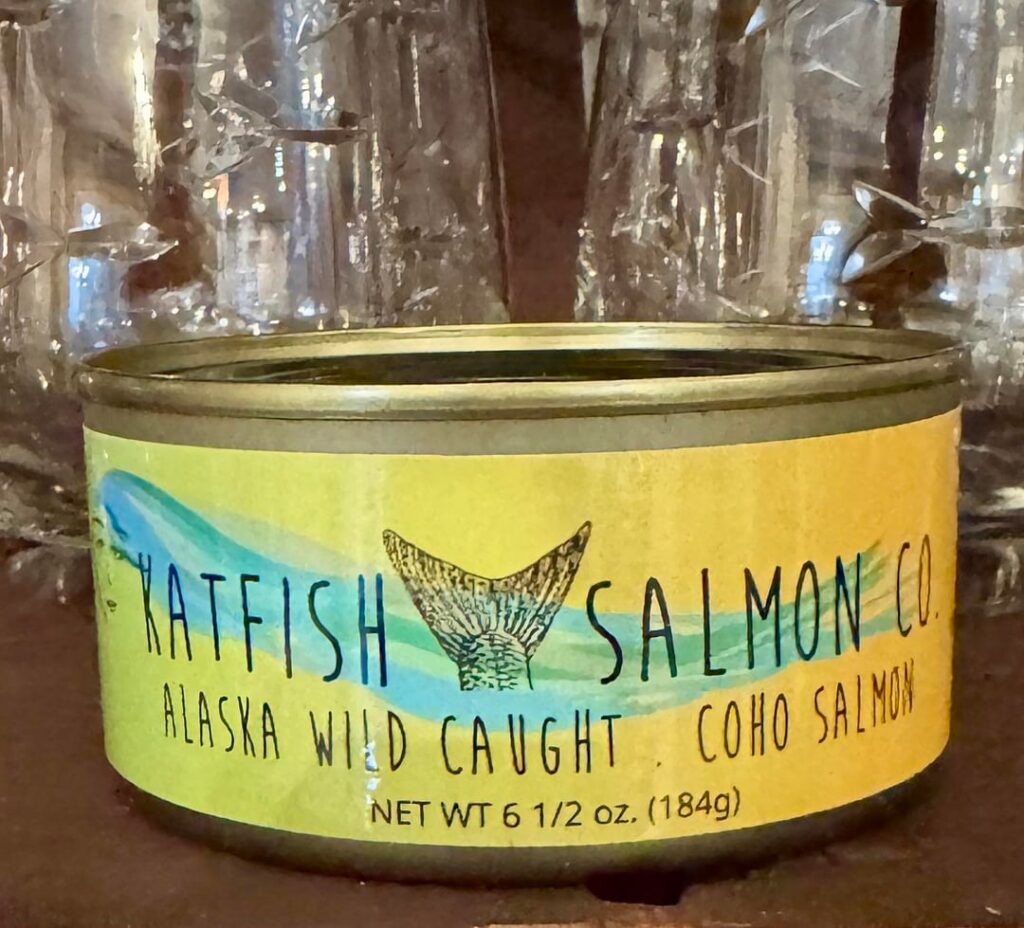 KATFISH SALMON CO.
ALASKA WILD CAUGHT . COHO SALMON
NET WT 6 1/2 oz. (184g)